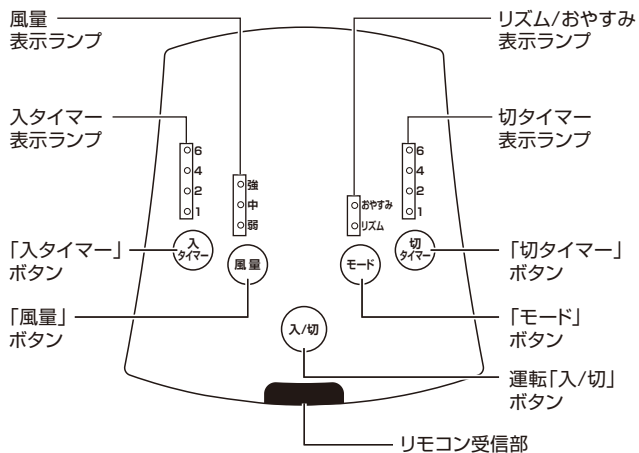 風量
表示ランプ
リズム/おやすみ
表示ランプ
入タイマー
表示ランプ
切タイマー
表示ランプ
6
4
2
1
強
中
弱
おやすみ
リズム
6
4
2
1
「入タイマー」
ボタン
入
タイマー
風量
モード
切
タイマー
「切タイマー」
ボタン
「風量」
ボタン
入/切
「モード」
ボタン
運転「入/切」
ボタン
リモコン受信部